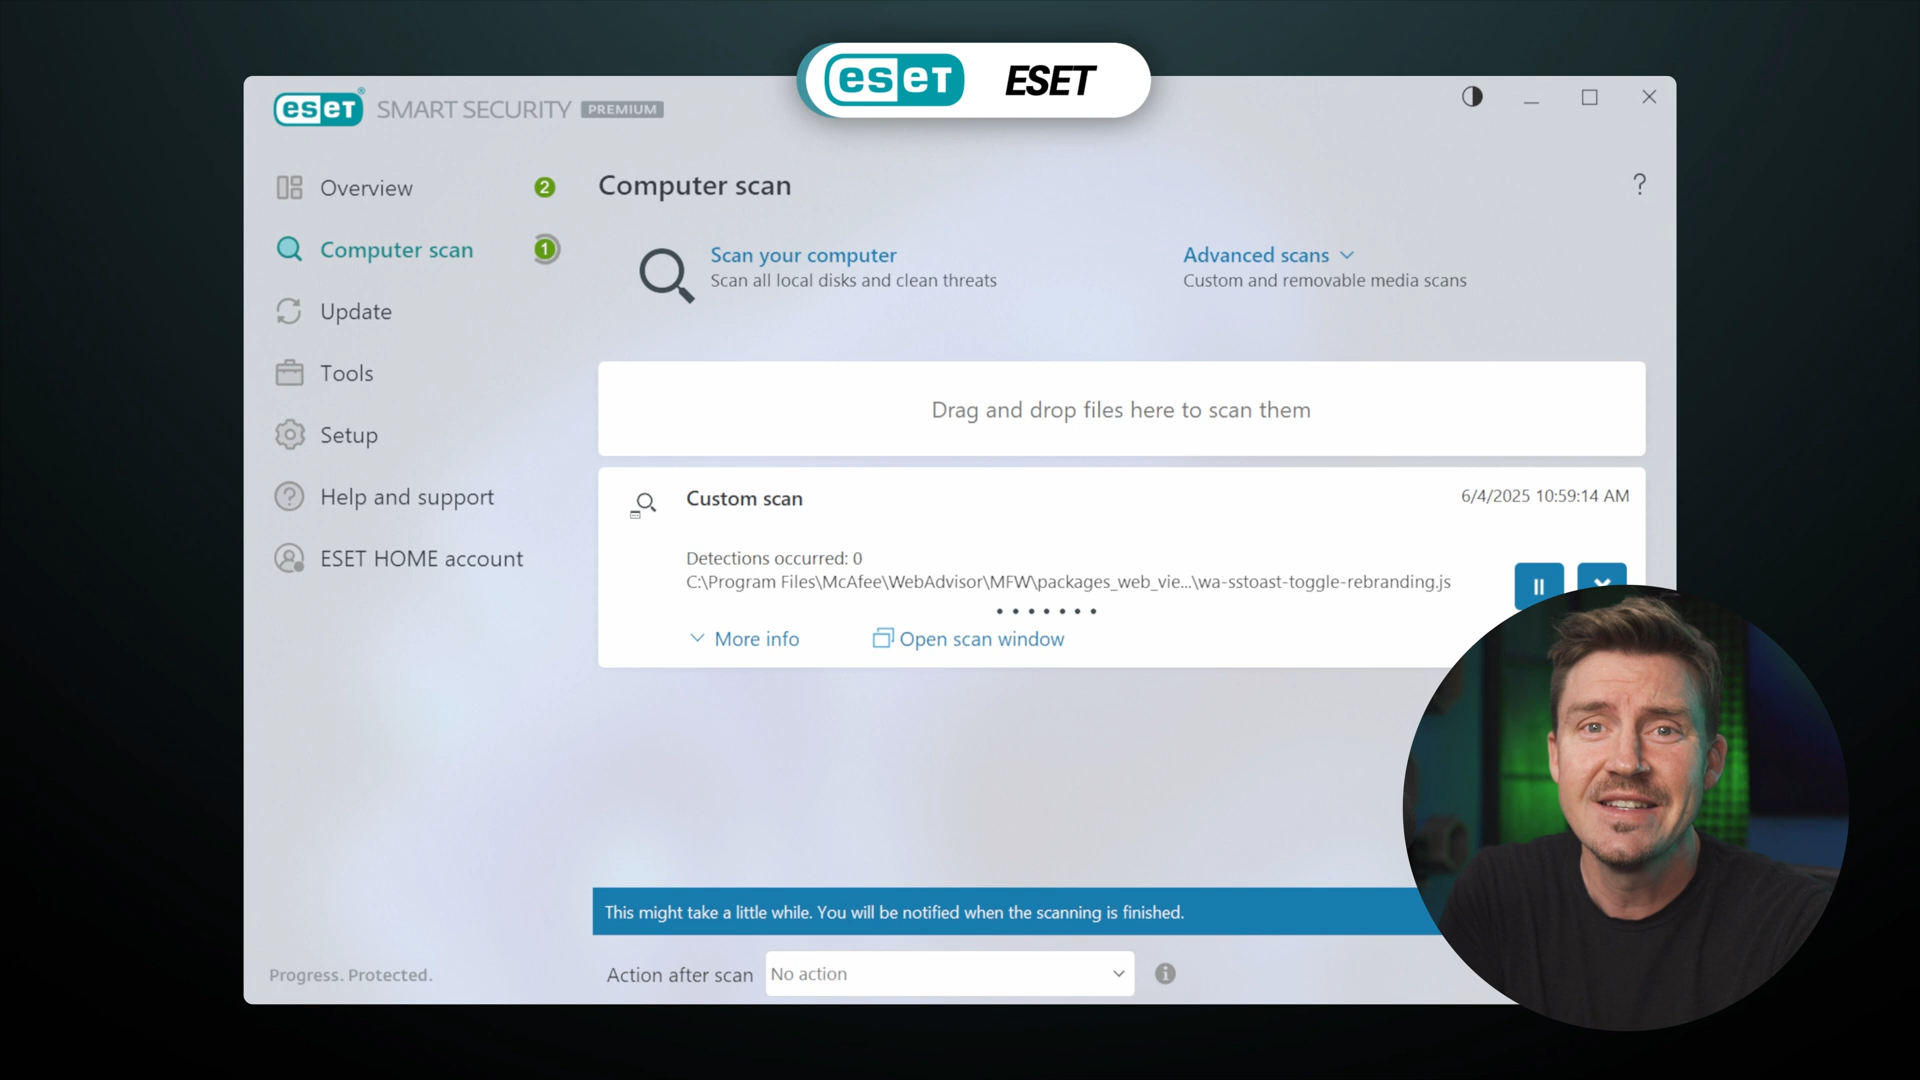 eseT ESET
eseT® SMART SECURITY PREMIUM
Overview 2
Computer scan 1
Update
Tools
Setup
Help and support
ESET HOME account
Progress. Protected.
Computer scan
?
Scan your computer
Scan all local disks and clean threats
Advanced scans
Custom and removable media scans
Drag and drop files here to scan them
Custom scan
6/4/2025 10:59:14 AM
Detections occurred: 0
C:\Program Files\McAfee\WebAdvisor\MFW\packages_web_vie...\wa-sstoast-toggle-rebranding.js
More info
Open scan window
This might take a little while. You will be notified when the scanning is finished.
Action after scan No action